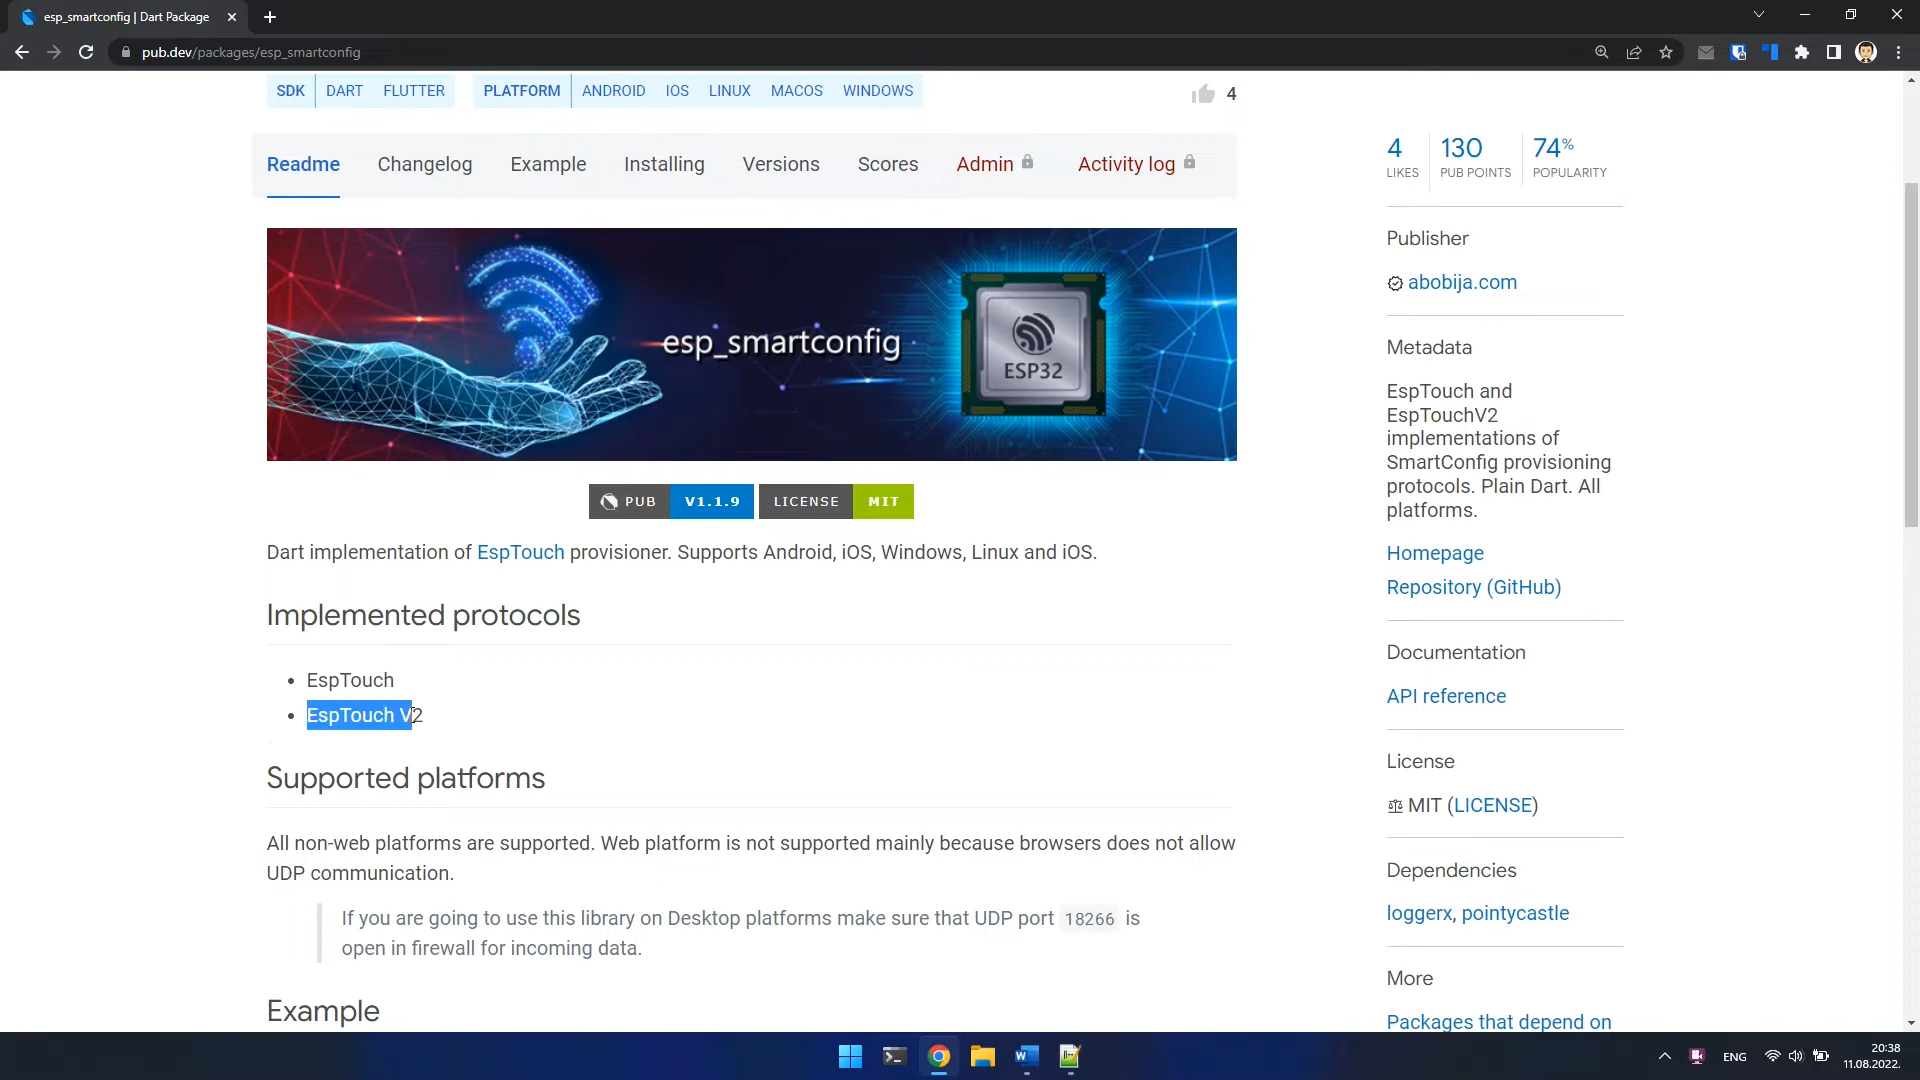 esp_smartconfig | Dart Package
pub.dev/packages/esp_smartconfig
SDK DART FLUTTER PLATFORM ANDROID IOS LINUX MACOS WINDOWS
4
Readme Changelog Example Installing Versions Scores Admin Activity log
esp_smartconfig
ESP32
PUB V1.1.9 LICENSE MIT
Dart implementation of EspTouch provisioner. Supports Android, iOS, Windows, Linux and iOS.
Implemented protocols
EspTouch
EspTouch V2
Supported platforms
All non-web platforms are supported. Web platform is not supported mainly because browsers does not allow
UDP communication.
If you are going to use this library on Desktop platforms make sure that UDP port 18266 is
open in firewall for incoming data.
Example
4 130 74%
LIKES PUB POINTS POPULARITY
Publisher
abobija.com
Metadata
EspTouch and
EspTouchV2
implementations of
SmartConfig provisioning
protocols. Plain Dart. All
platforms.
Homepage
Repository (GitHub)
Documentation
API reference
License
MIT (LICENSE)
Dependencies
loggerx, pointycastle
More
Packages that depend on
ENG
20:38
11.08.2022.